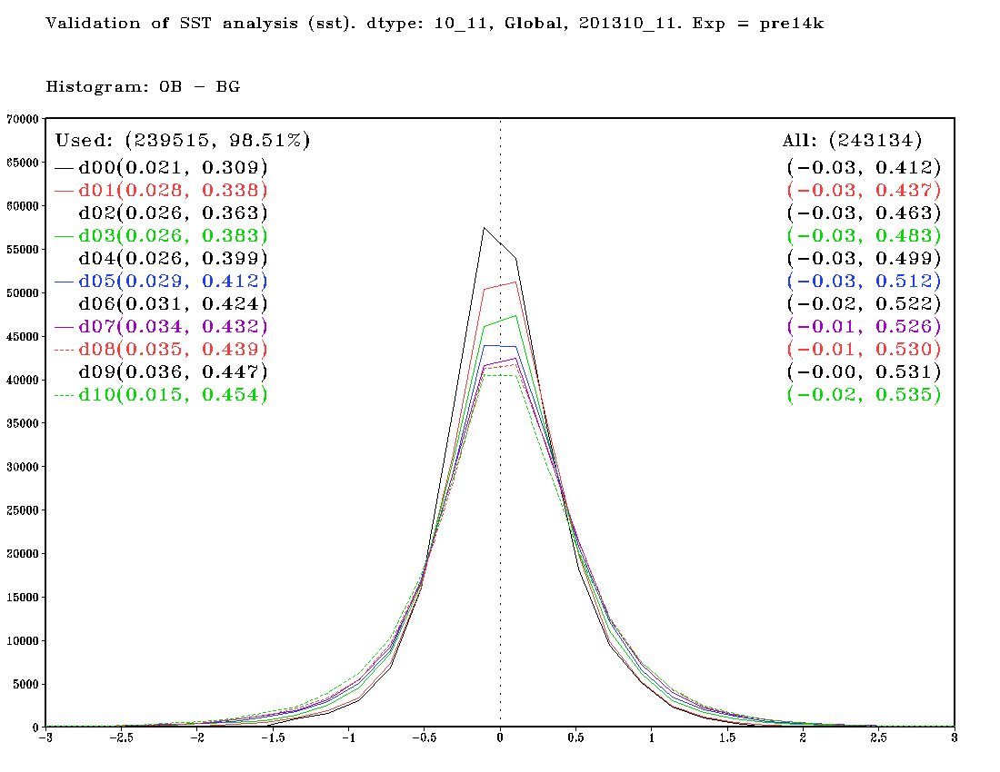 Validation of SST analysis (sst). dtype: 10_11, Global, 201310_11. Exp = pre14k
Histogram: OB - BG
70000
Used: (239515, 98.51%) All: (243134)
65000
d00(0.021, 0.309) (-0.03, 0.412)
d01(0.028, 0.338) (-0.03, 0.437)
60000
d02(0.026, 0.363) (-0.03, 0.463)
d03(0.026, 0.383) (-0.03, 0.483)
55000
d04(0.026, 0.399) (-0.03, 0.499)
d05(0.029, 0.412) (-0.03, 0.512)
50000
d06(0.031, 0.424) (-0.02, 0.522)
d07(0.034, 0.432) (-0.01, 0.526)
45000
d08(0.035, 0.439) (-0.01, 0.530)
d09(0.036, 0.447) (-0.00, 0.531)
40000
d10(0.015, 0.454) (-0.02, 0.535)
35000
30000
25000
20000
15000
10000
5000
0
-3 -2.5 -2 -1.5 -1 -0.5 0 0.5 1 1.5 2 2.5 3